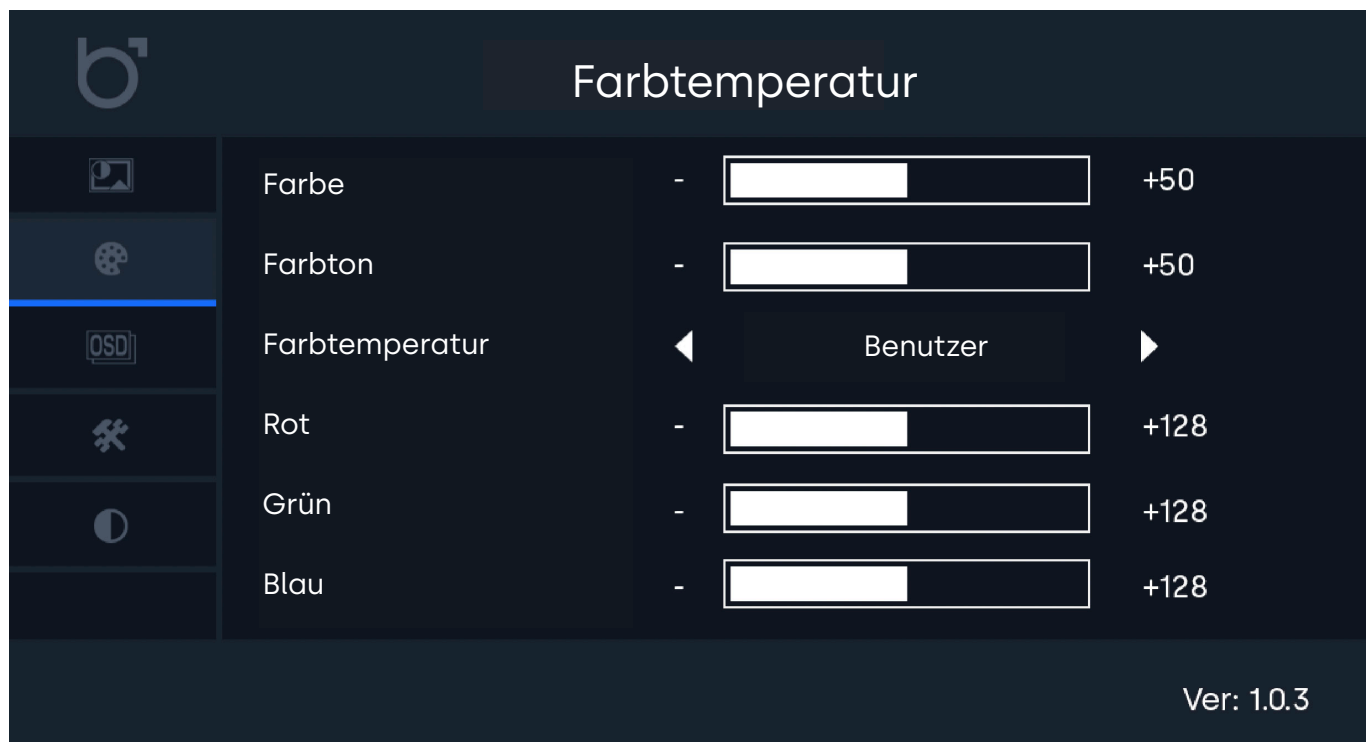 Farbtemperatur
Farbe - +50
Farbton - +50
Farbtemperatur Benutzer
OSD
Rot - +128
Grün - +128
Blau - +128
Ver: 1.0.3